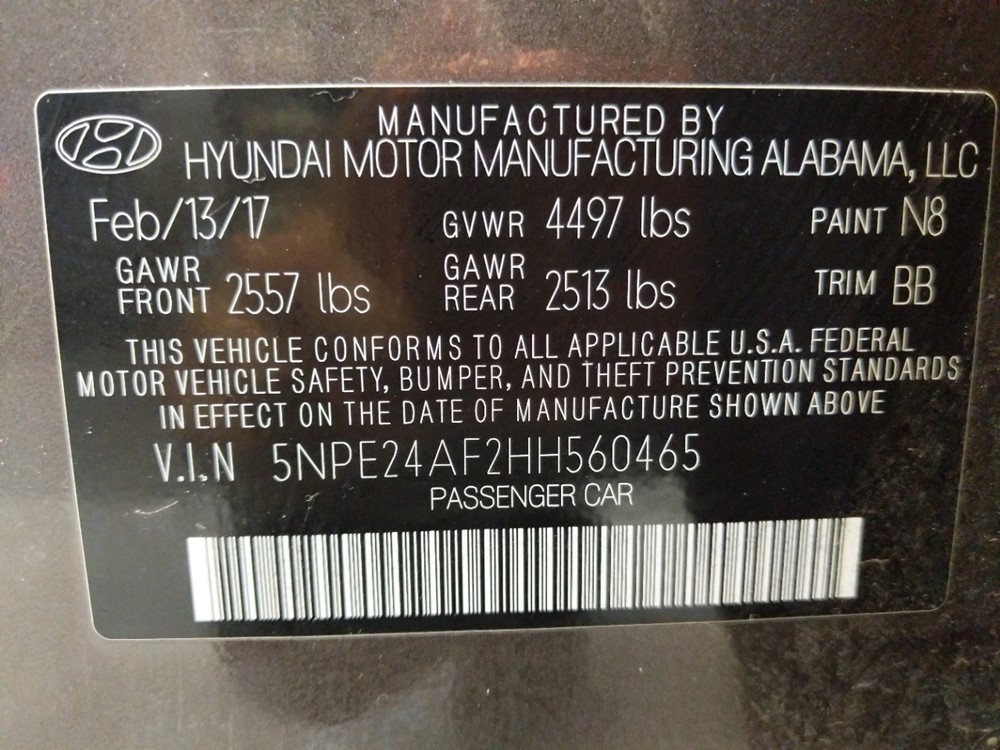 MANUFACTURED BY
HYUNDAI MOTOR MANUFACTURING ALABAMA, LLC
Feb/13/17 GVWR 4497 lbs PAINT N8
GAWR FRONT 2557 lbs GAWR REAR 2513 lbs TRIM BB
THIS VEHICLE CONFORMS TO ALL APPLICABLE U.S.A. FEDERAL
MOTOR VEHICLE SAFETY, BUMPER, AND THEFT PREVENTION STANDARDS
IN EFFECT ON THE DATE OF MANUFACTURE SHOWN ABOVE
V.I.N 5NPE24AF2HH560465
PASSENGER CAR